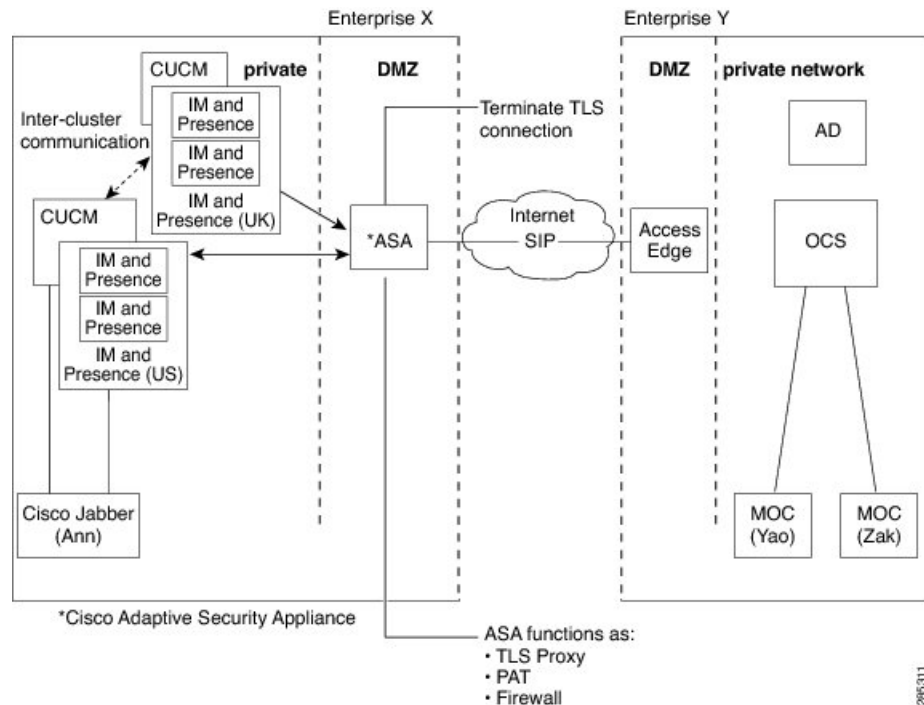 Enterprise X
Enterprise Y
CUCM
private
DMZ
DMZ
private network
IM and
Presence
IM and
Presence
IM and
Presence (UK)
Inter-cluster
communication
Terminate TLS
connection
AD
CUCM
IM and
Presence
IM and
Presence
IM and
Presence (US)
*ASA
Internet
SIP
Access
Edge
OCS
Cisco Jabber
(Ann)
MOC
(Yao)
MOC
(Zak)
*Cisco Adaptive Security Appliance
ASA functions as:
• TLS Proxy
• PAT
• Firewall
285311